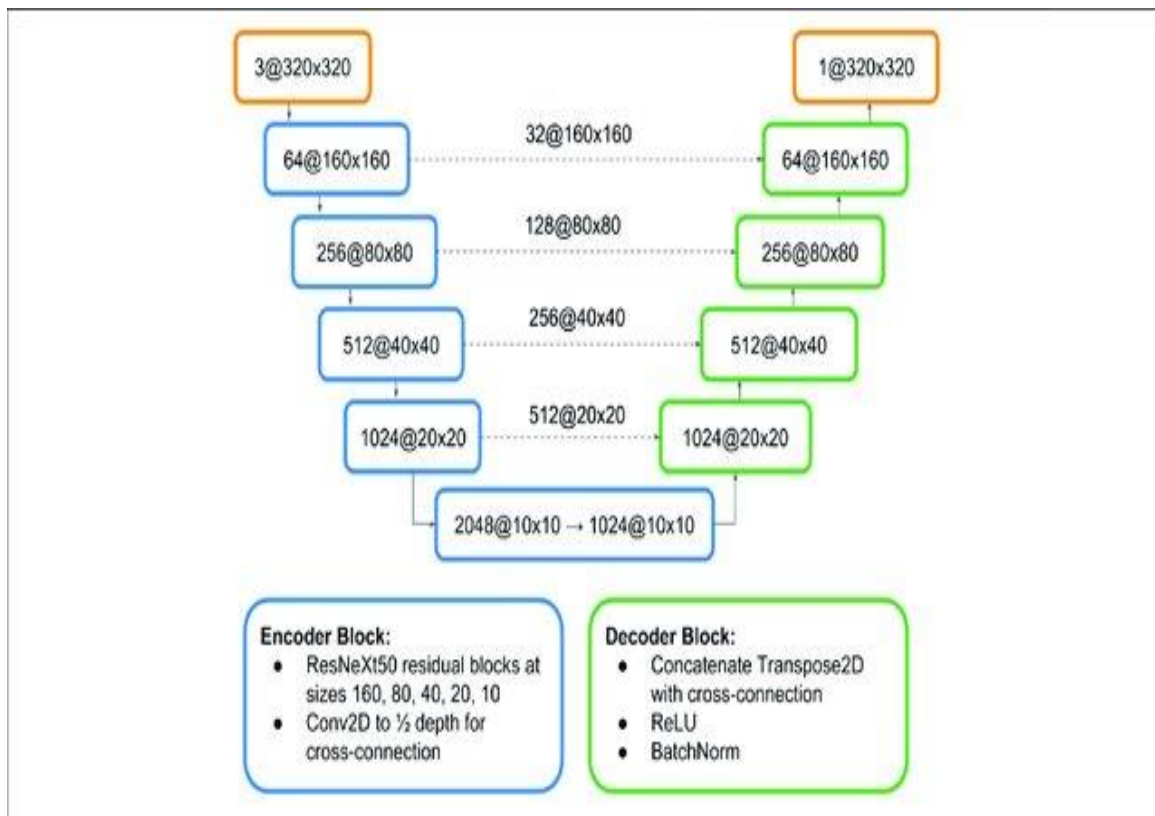 3@320x320
1@320x320
32@160x160
64@160x160
64@160x160
128@80x80
256@80x80
256@80x80
256@40x40
512@40x40
512@40x40
512@20x20
1024@20x20
1024@20x20
2048@10x10 → 1024@10x10
Encoder Block:
● ResNeXt50 residual blocks at
sizes 160, 80, 40, 20, 10
● Conv2D to ½ depth for
cross-connection
Decoder Block:
● Concatenate Transpose2D
with cross-connection
● ReLU
● BatchNorm